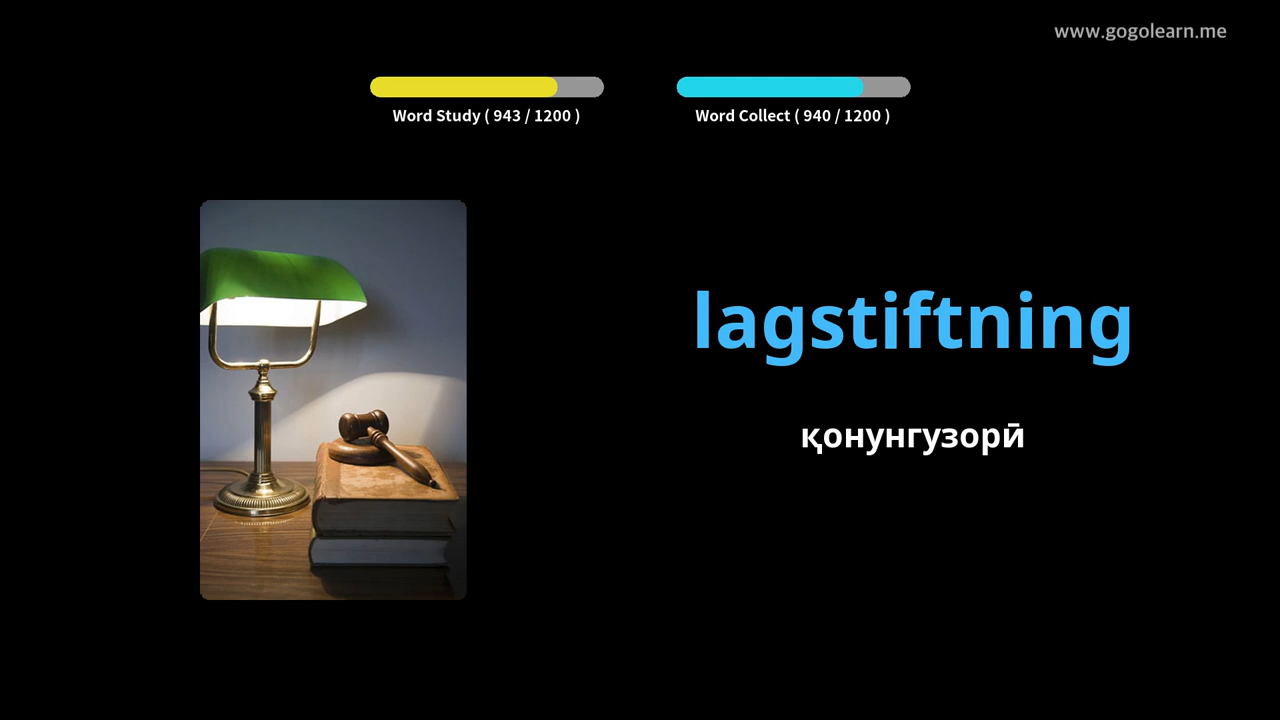 www.gogolearn.me
Word Study ( 943 / 1200 )
Word Collect ( 940 / 1200 )
lagstiftning
қонунгузорӣ